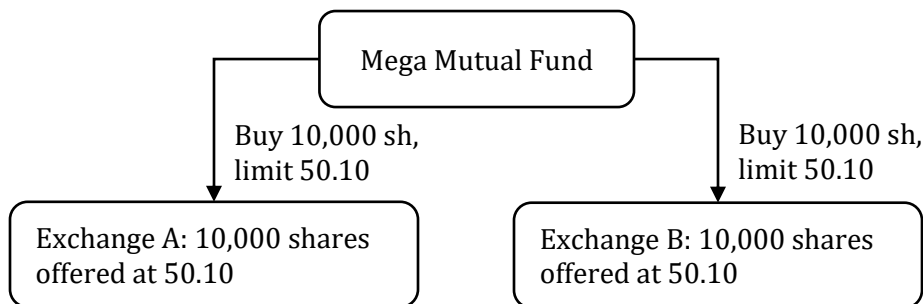 Mega Mutual Fund
Buy 10,000 sh,
limit 50.10
Buy 10,000 sh,
limit 50.10
Exchange A: 10,000 shares
offered at 50.10
Exchange B: 10,000 shares
offered at 50.10